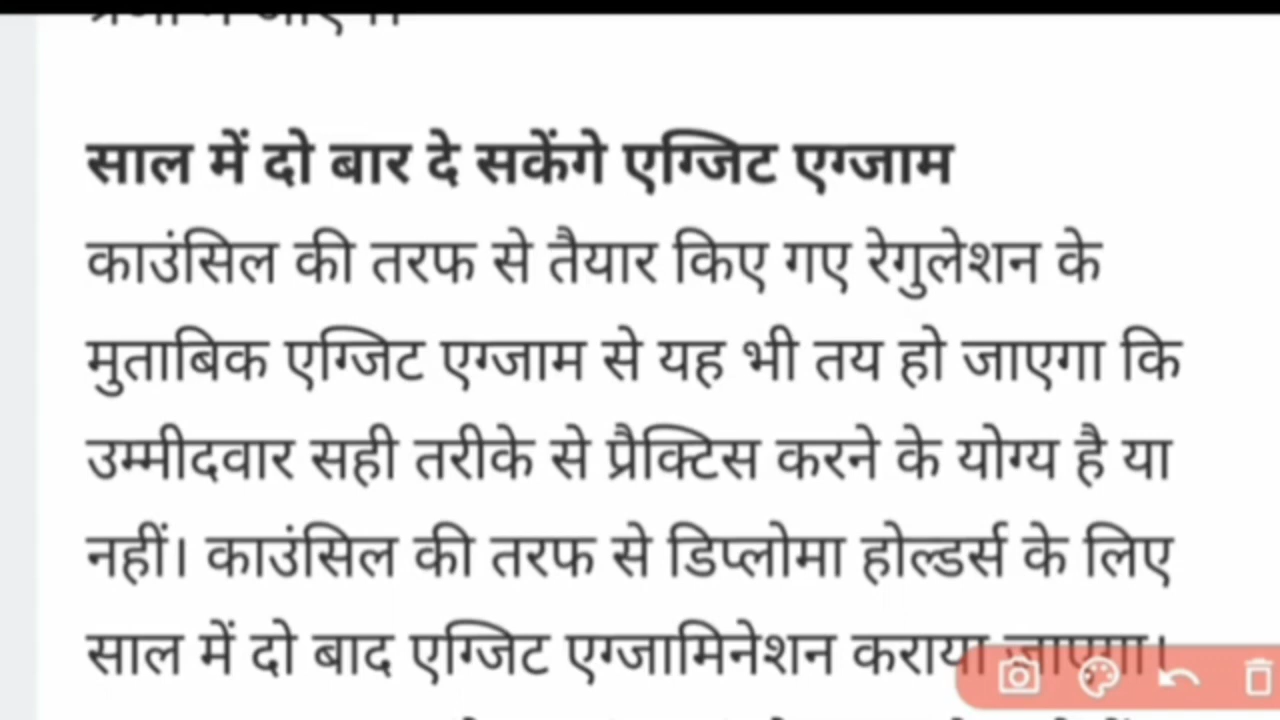 साल में दो बार दे सकेंगे एग्जिट एग्जाम
काउंसिल की तरफ से तैयार किए गए रेगुलेशन के
मुताबिक एग्जिट एग्जाम से यह भी तय हो जाएगा कि
उम्मीदवार सही तरीके से प्रैक्टिस करने के योग्य है या
नहीं। काउंसिल की तरफ से डिप्लोमा होल्डर्स के लिए
साल में दो बाद एग्जिट एग्जामिनेशन कराया जाएगा।